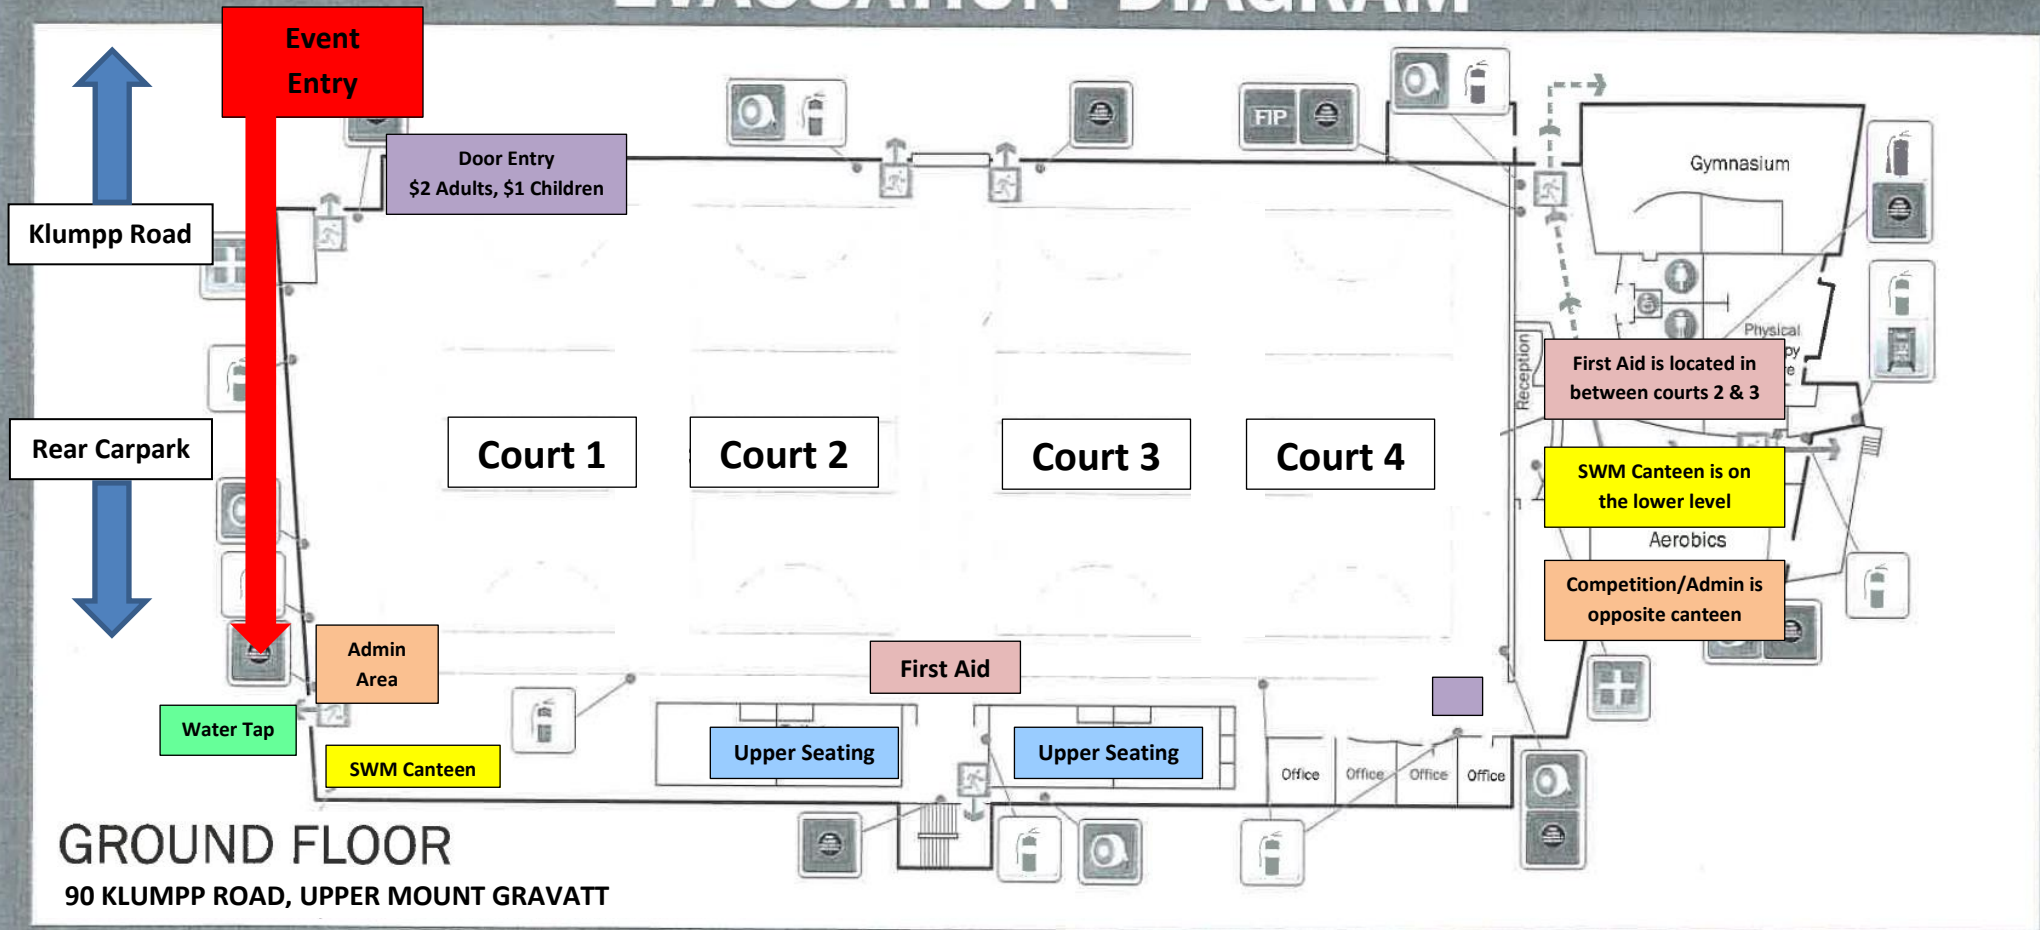 EVACUATION DIAGRAM
Event
Entry
Door Entry
$2 Adults, $1 Children
FIP
Gymnasium
Klumpp Road
Physical
Reception
First Aid is located in
between courts 2 & 3
Rear Carpark
Court 1
Court 2
Court 3
Court 4
SWM Canteen is on
the lower level
Aerobics
Competition/Admin is
opposite canteen
Admin
Area
First Aid
Water Tap
Upper Seating
Upper Seating
SWM Canteen
Office
Office
Office
Office
GROUND FLOOR
90 KLUMPP ROAD, UPPER MOUNT GRAVATT